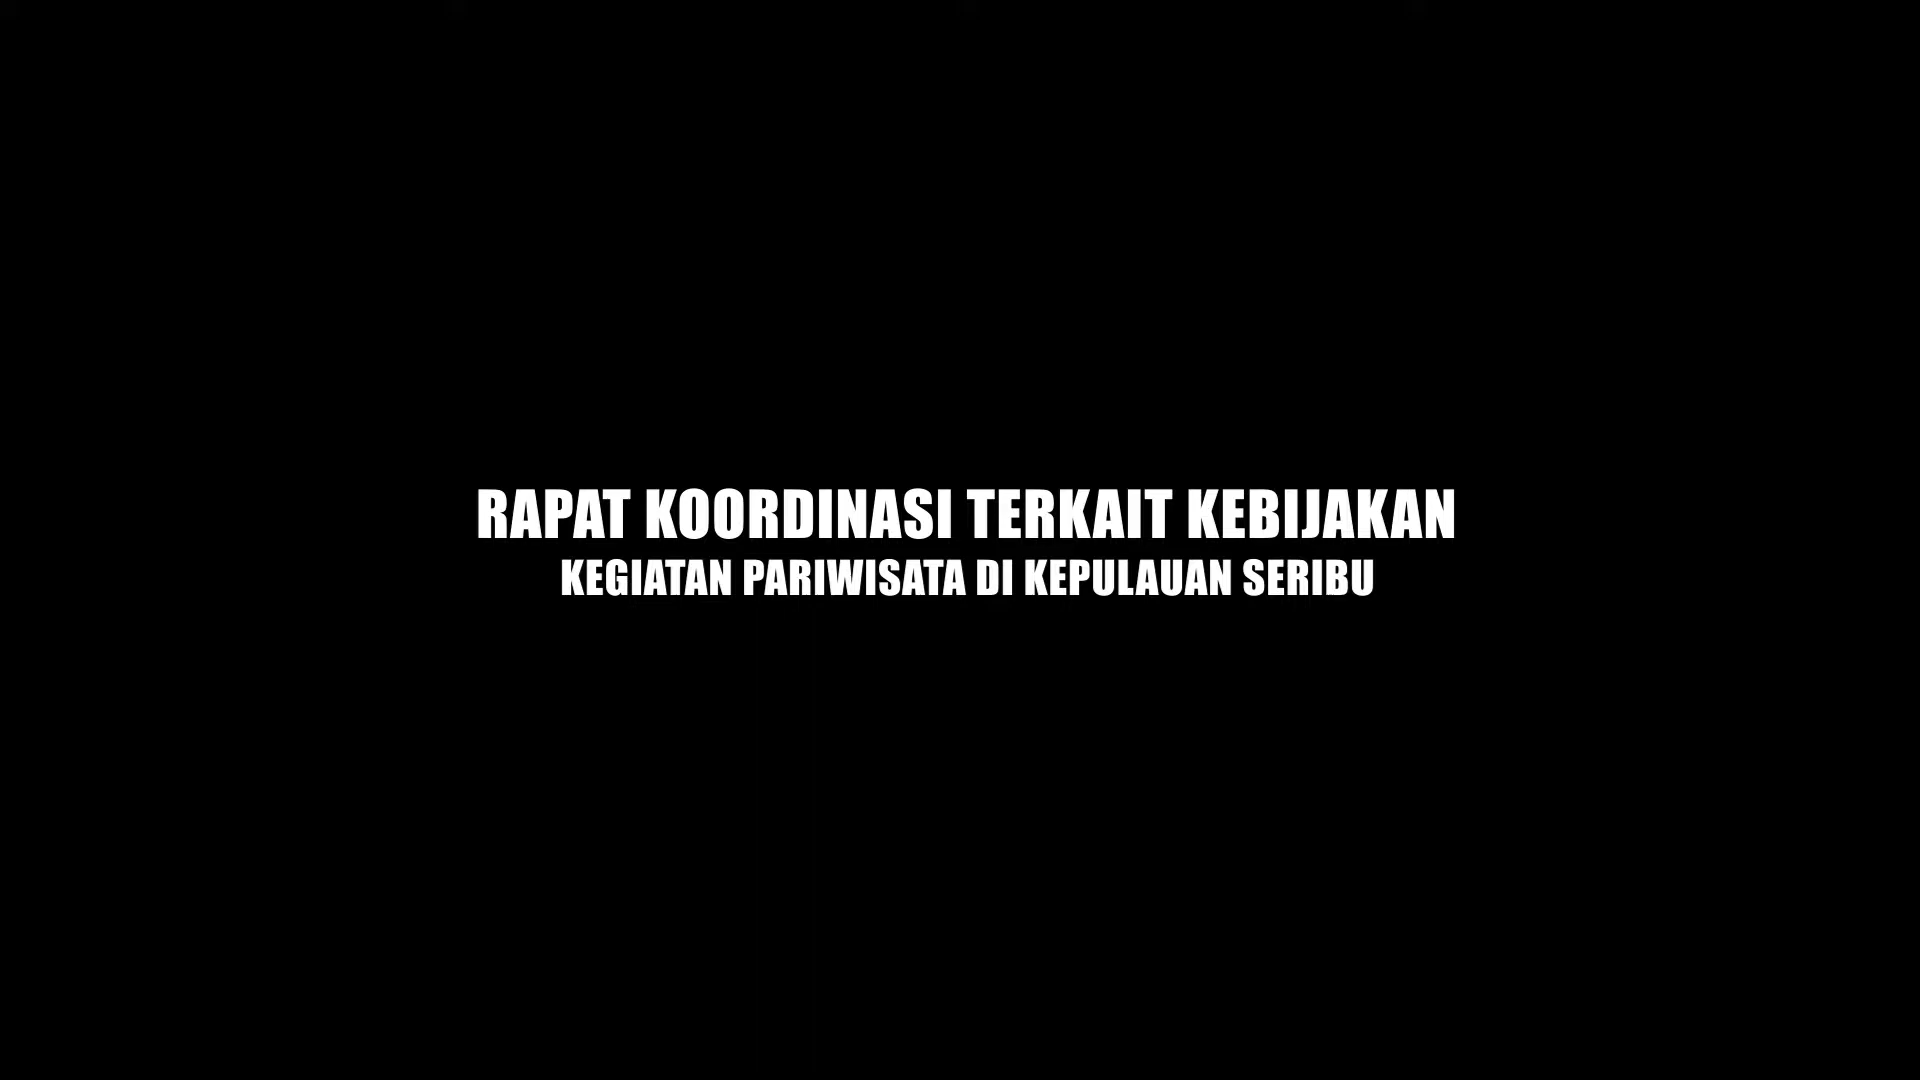 RAPAT KOORDINASI TERKAIT KEBIJAKAN
KEGIATAN PARIWISATA DI KEPULAUAN SERIBU